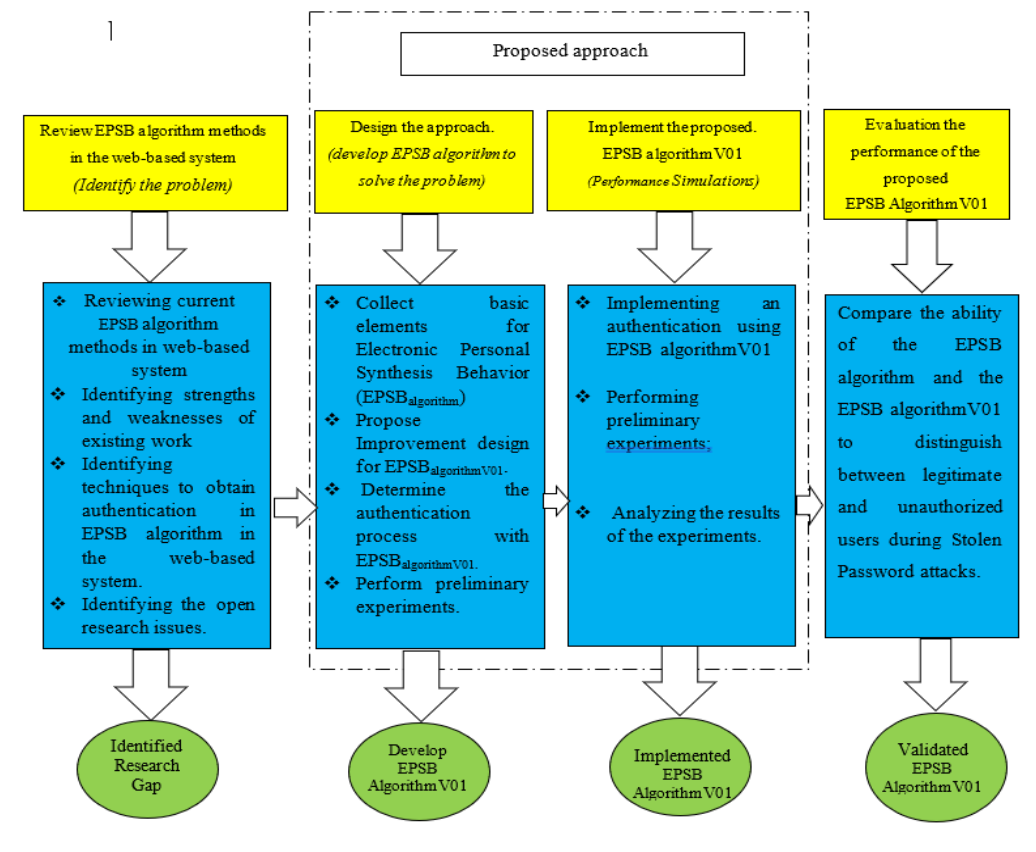 Proposed approach
Review EPSB algorithm methods
in the web-based system
(Identify the problem)
Design the approach.
(develop EPSB algorithm to
solve the problem)
Implement the proposed.
EPSB algorithm V01
(Performance Simulations)
Evaluation the
performance of the
proposed
EPSB Algorithm V01
❖ Reviewing current
EPSB algorithm
methods in web-based
system
❖ Identifying strengths
and weaknesses of
existing work
❖ Identifying
techniques to obtain
authentication in
EPSB algorithm in
the web-based
system.
❖ Identifying the open
research issues.
❖ Collect basic
elements for
Electronic Personal
Synthesis Behavior
(EPSBalgorithm)
❖ Propose
Improvement design
for EPSBalgorithmV01.
❖ Determine the
authentication
process with
EPSBalgorithmV01.
❖ Perform preliminary
experiments.
❖ Implementing an
authentication using
EPSB algorithmV01
❖ Performing
preliminary
experiments;
❖ Analyzing the results
of the experiments.
Compare the ability
of the EPSB
algorithm and the
EPSB algorithmV01
to distinguish
between legitimate
and unauthorized
users during Stolen
Password attacks.
Identified
Research
Gap
Develop
EPSB
Algorithm V01
Implemented
EPSB
Algorithm V01
Validated
EPSB
Algorithm V01